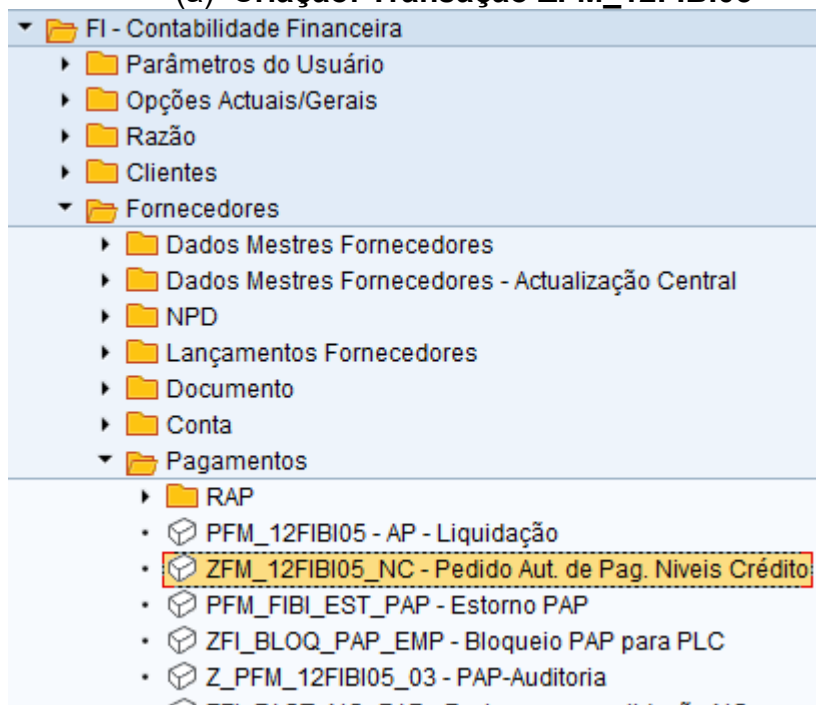 FI - Contabilidade Financeira
Parâmetros do Usuário
Opções Actuais/Gerais
Razão
Clientes
Fornecedores
Dados Mestres Fornecedores
Dados Mestres Fornecedores - Actualização Central
NPD
Lançamentos Fornecedores
Documento
Conta
Pagamentos
RAP
PFM_12FIBI05 - AP - Liquidação
ZFM_12FIBI05_NC - Pedido Aut. de Pag. Niveis Crédito
PFM_FIBI_EST_PAP - Estorno PAP
ZFI_BLOQ_PAP_EMP - Bloqueio PAP para PLC
Z_PFM_12FIBI05_03 - PAP-Auditoria